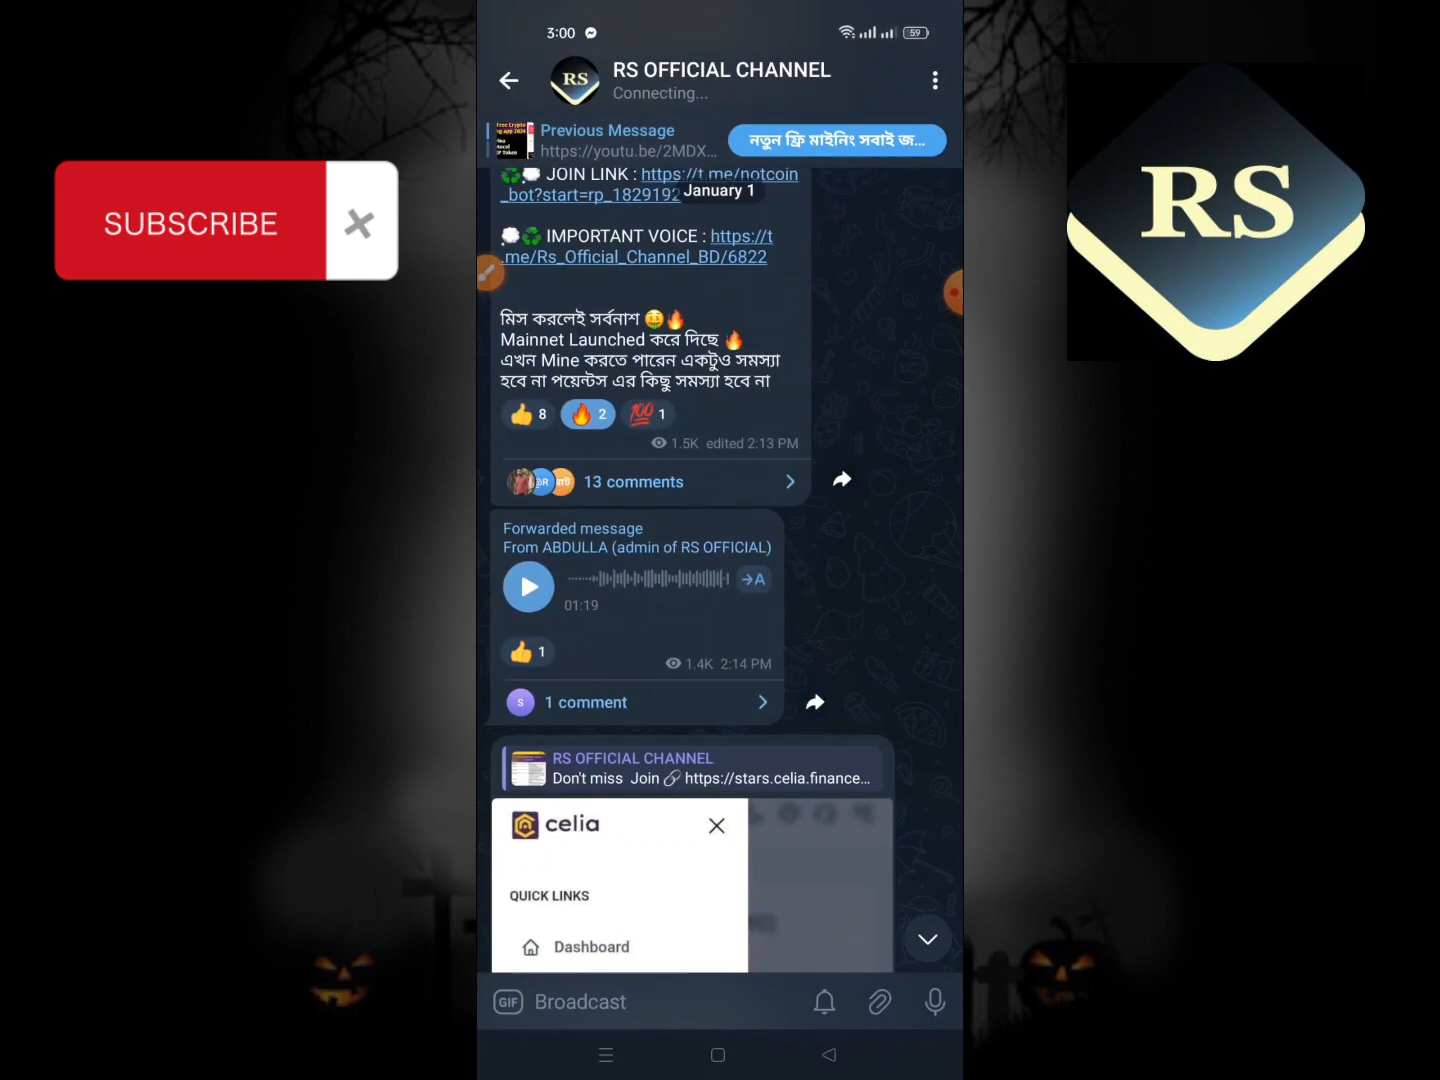 3:00
59
RS OFFICIAL CHANNEL
Connecting...
RS
Previous Message
https://youtu.be/2MDX...
নতুন ফ্রি মাইনিং সবাই জ...
JOIN LINK : https://t.me/notcoin
_bot?start=rp_1829192
January 1
IMPORTANT VOICE : https://t
.me/Rs_Official_Channel_BD/6822
মিস করলেই সর্বনাশ 🤑🔥
Mainnet Launched করে দিছে 🔥
এখন Mine করতে পারেন একটুও সমস্যা
হবে না পয়েন্টস এর কিছু সমস্যা হবে না
👍 8 🔥 2 💯 1
1.5K edited 2:13 PM
13 comments
Forwarded message
From ABDULLA (admin of RS OFFICIAL)
→A
01:19
👍 1
1.4K 2:14 PM
S
1 comment
RS OFFICIAL CHANNEL
Don't miss Join 🔗 https://stars.celia.finance...
celia
QUICK LINKS
Dashboard
GIF Broadcast
SUBSCRIBE
RS